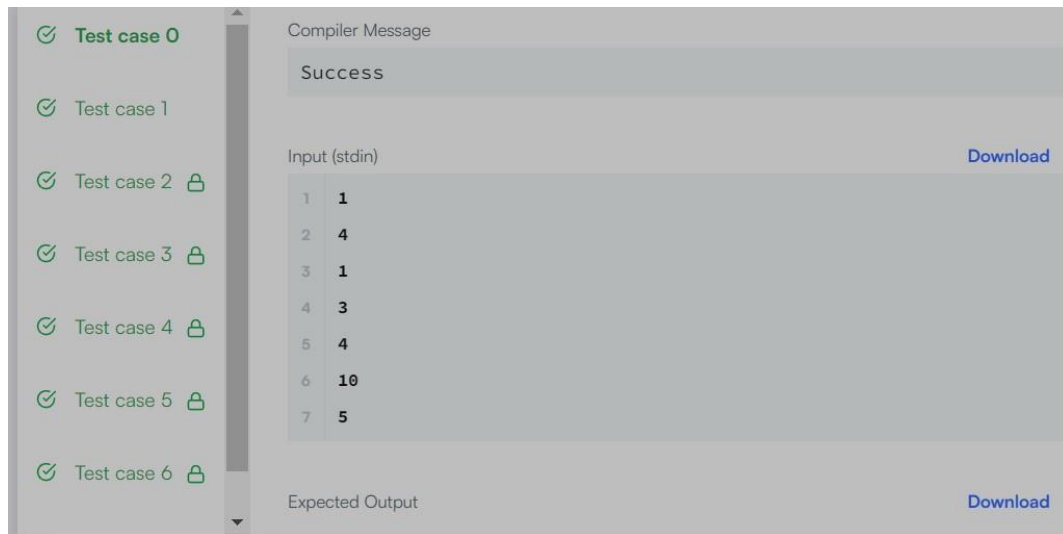 Test case 0
Test case 1
Test case 2
Test case 3
Test case 4
Test case 5
Test case 6
Compiler Message
Success
Input (stdin)
Download
1 1
2 4
3 1
4 3
5 4
6 10
7 5
Expected Output
Download